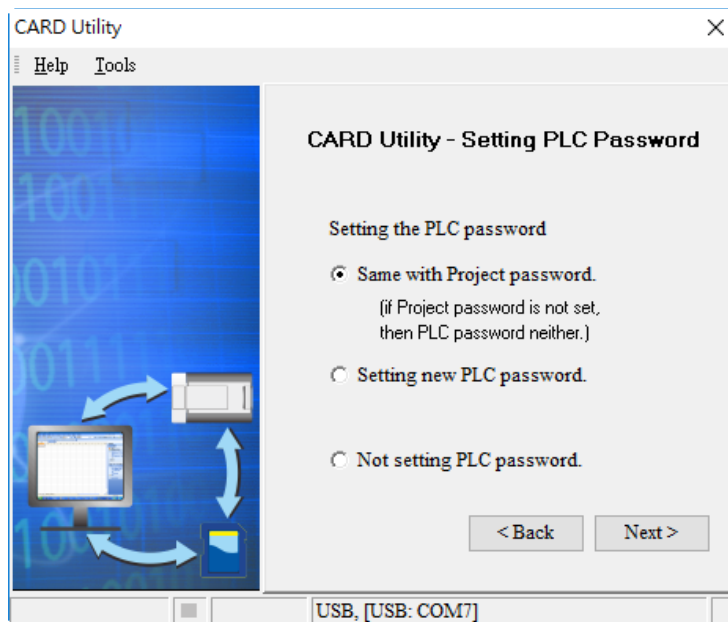 CARD Utility
Help Tools
CARD Utility - Setting PLC Password
Setting the PLC password
Same with Project password.
(if Project password is not set,
then PLC password neither.)
Setting new PLC password.
Not setting PLC password.
< Back Next >
USB, [USB: COM7]